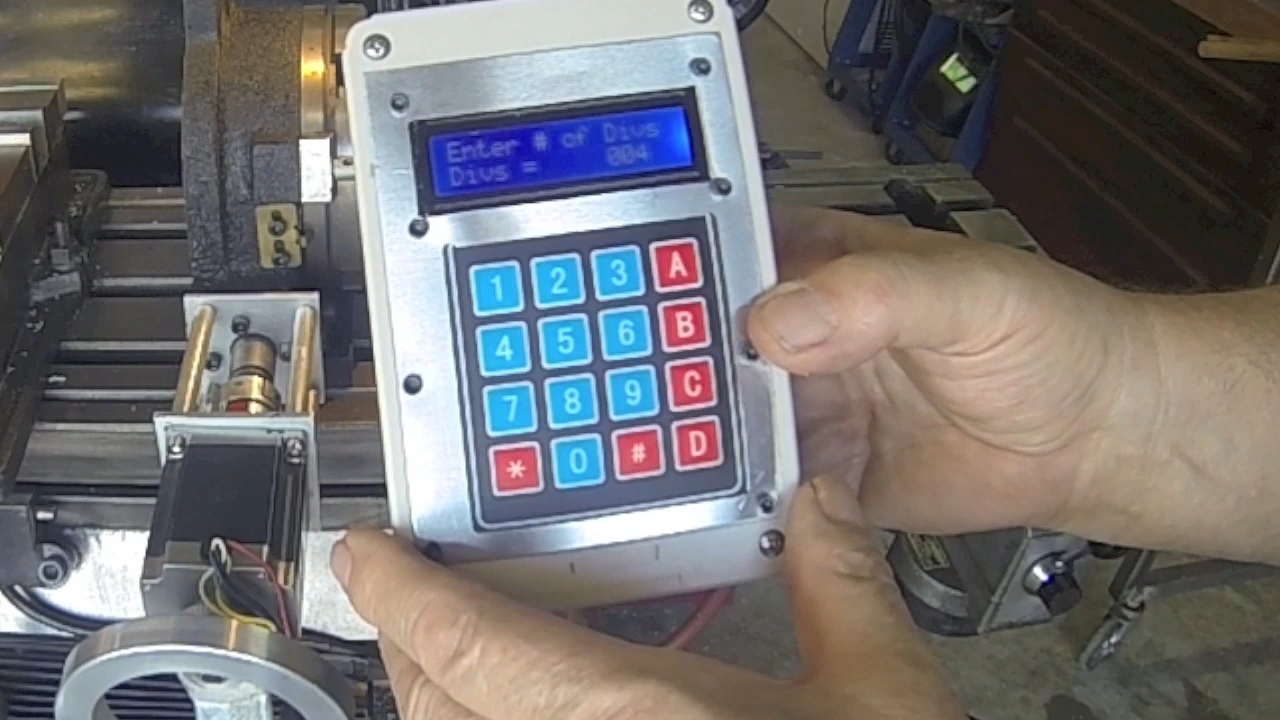 Enter # of Divs
Divs = 004
1 2 3 A
4 5 6 B
7 8 9 C
* 0 # D